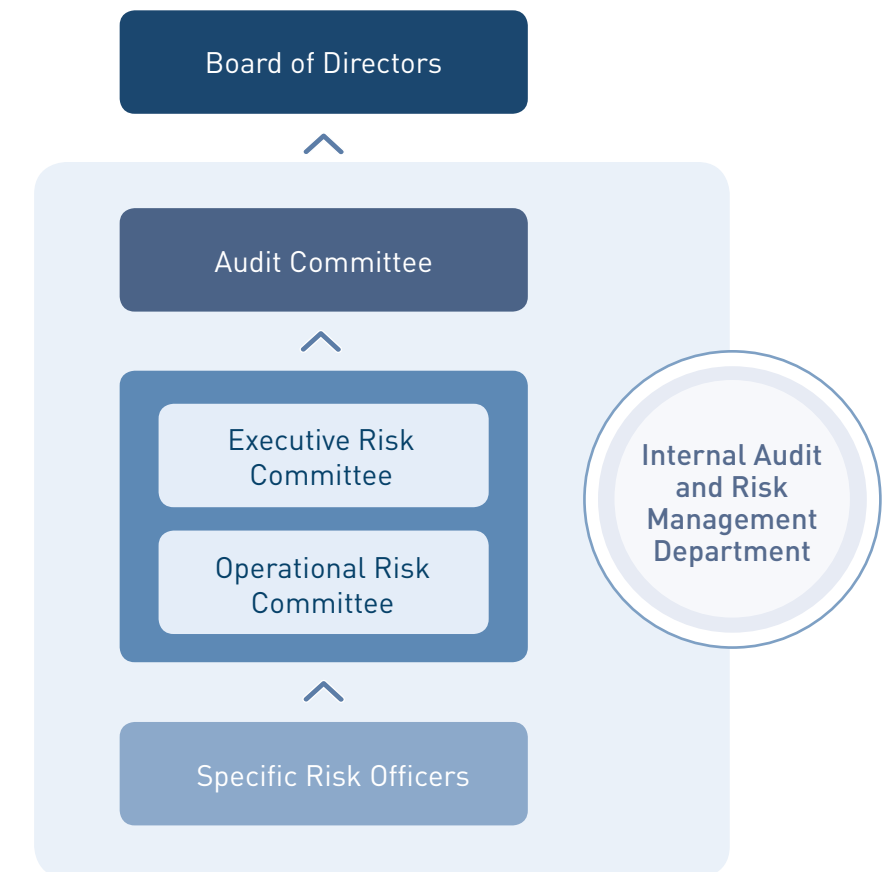 Board of Directors
Audit Committee
Executive Risk
Committee
Operational Risk
Committee
Internal Audit
and Risk
Management
Department
Specific Risk Officers